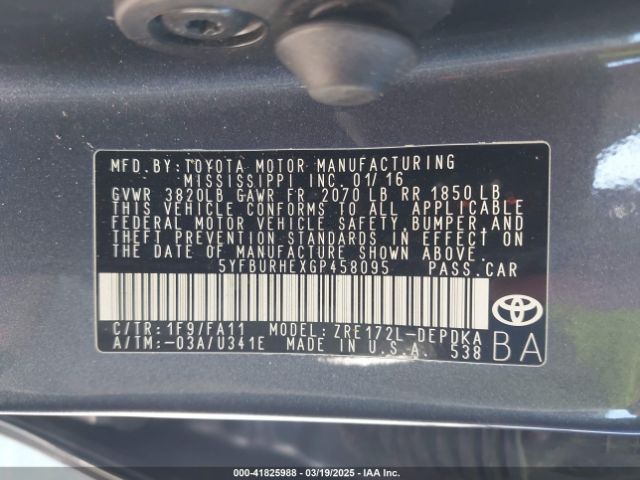 MFD.BY:TOYOTA MOTOR MANUFACTURING
MISSISSIPPI, INC. 01/16
GVWR 3820LB GAWR FR 2070 LB RR 1850 LB
THIS VEHICLE CONFORMS TO ALL APPLICABLE
FEDERAL MOTOR VEHICLE SAFETY, BUMPER, AND
THEFT PREVENTION STANDARDS IN EFFECT ON
THE DATE OF MANUFACTURE SHOWN ABOVE.
5YFBURHEXGP458095 PASS.CAR
C/TR:1F9/FA11 MODEL:ZRE172L-DEPDKA
A/TM:-03A/U341E MADE IN U.S.A. 538
TOYOTA
BA
000-41825988 - 03/19/2025 - IAA Inc.